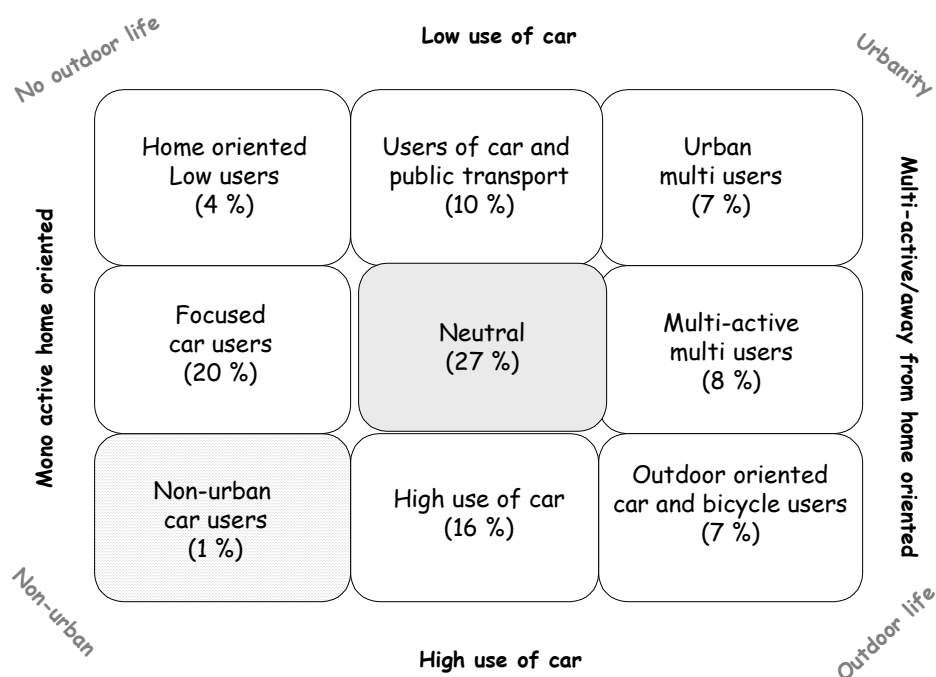 No outdoor life
Low use of car
Urbanity
Home oriented
Low users
(4 %)
Users of car and
public transport
(10 %)
Urban
multi users
(7 %)
Mono active home oriented
Multi-active/away from home oriented
Focused
car users
(20 %)
Neutral
(27 %)
Multi-active
multi users
(8 %)
Non-urban
car users
(1 %)
High use of car
(16 %)
Outdoor oriented
car and bicycle users
(7 %)
Non-urban
High use of car
Outdoor life